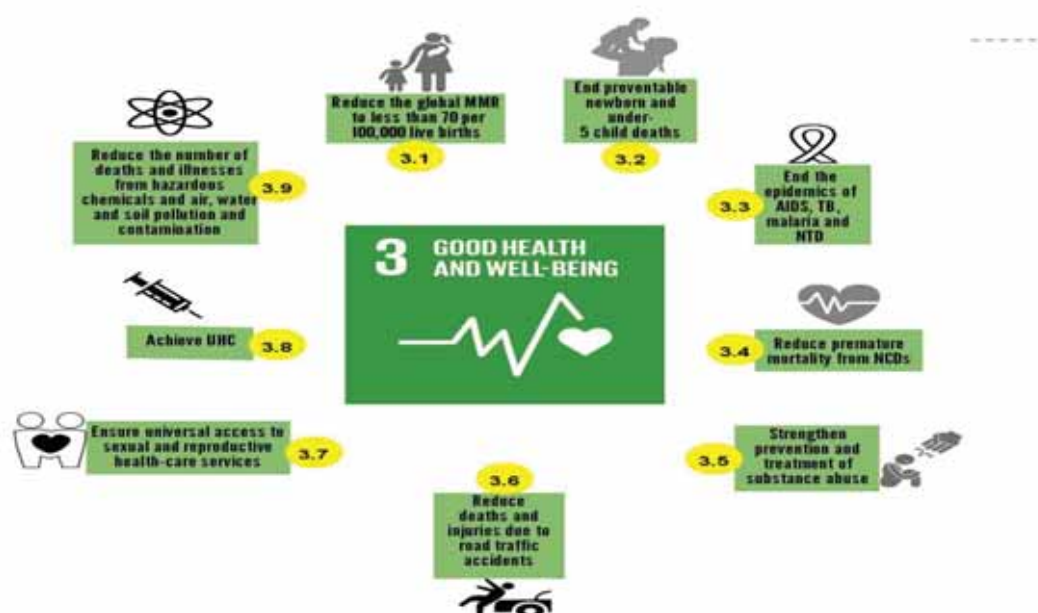 Reduce the global MMR
to less than 70 per
100,000 live births
3.1
End preventable
newborn and
under-
5 child deaths
3.2
End the
epidemics of
AIDS, TB,
malaria and
NTD
3.3
Reduce premature
mortality from NCDs
3.4
Strengthen
prevention and
treatment of
substance abuse
3.5
3.6
Reduce
deaths and
injuries due to
road traffic
accidents
Ensure universal access to
sexual and reproductive
health-care services
3.7
Achieve UHC
3.8
Reduce the number of
deaths and illnesses
from hazardous
chemicals and air, water
and soil pollution and
contamination
3.9
3 GOOD HEALTH
AND WELL-BEING